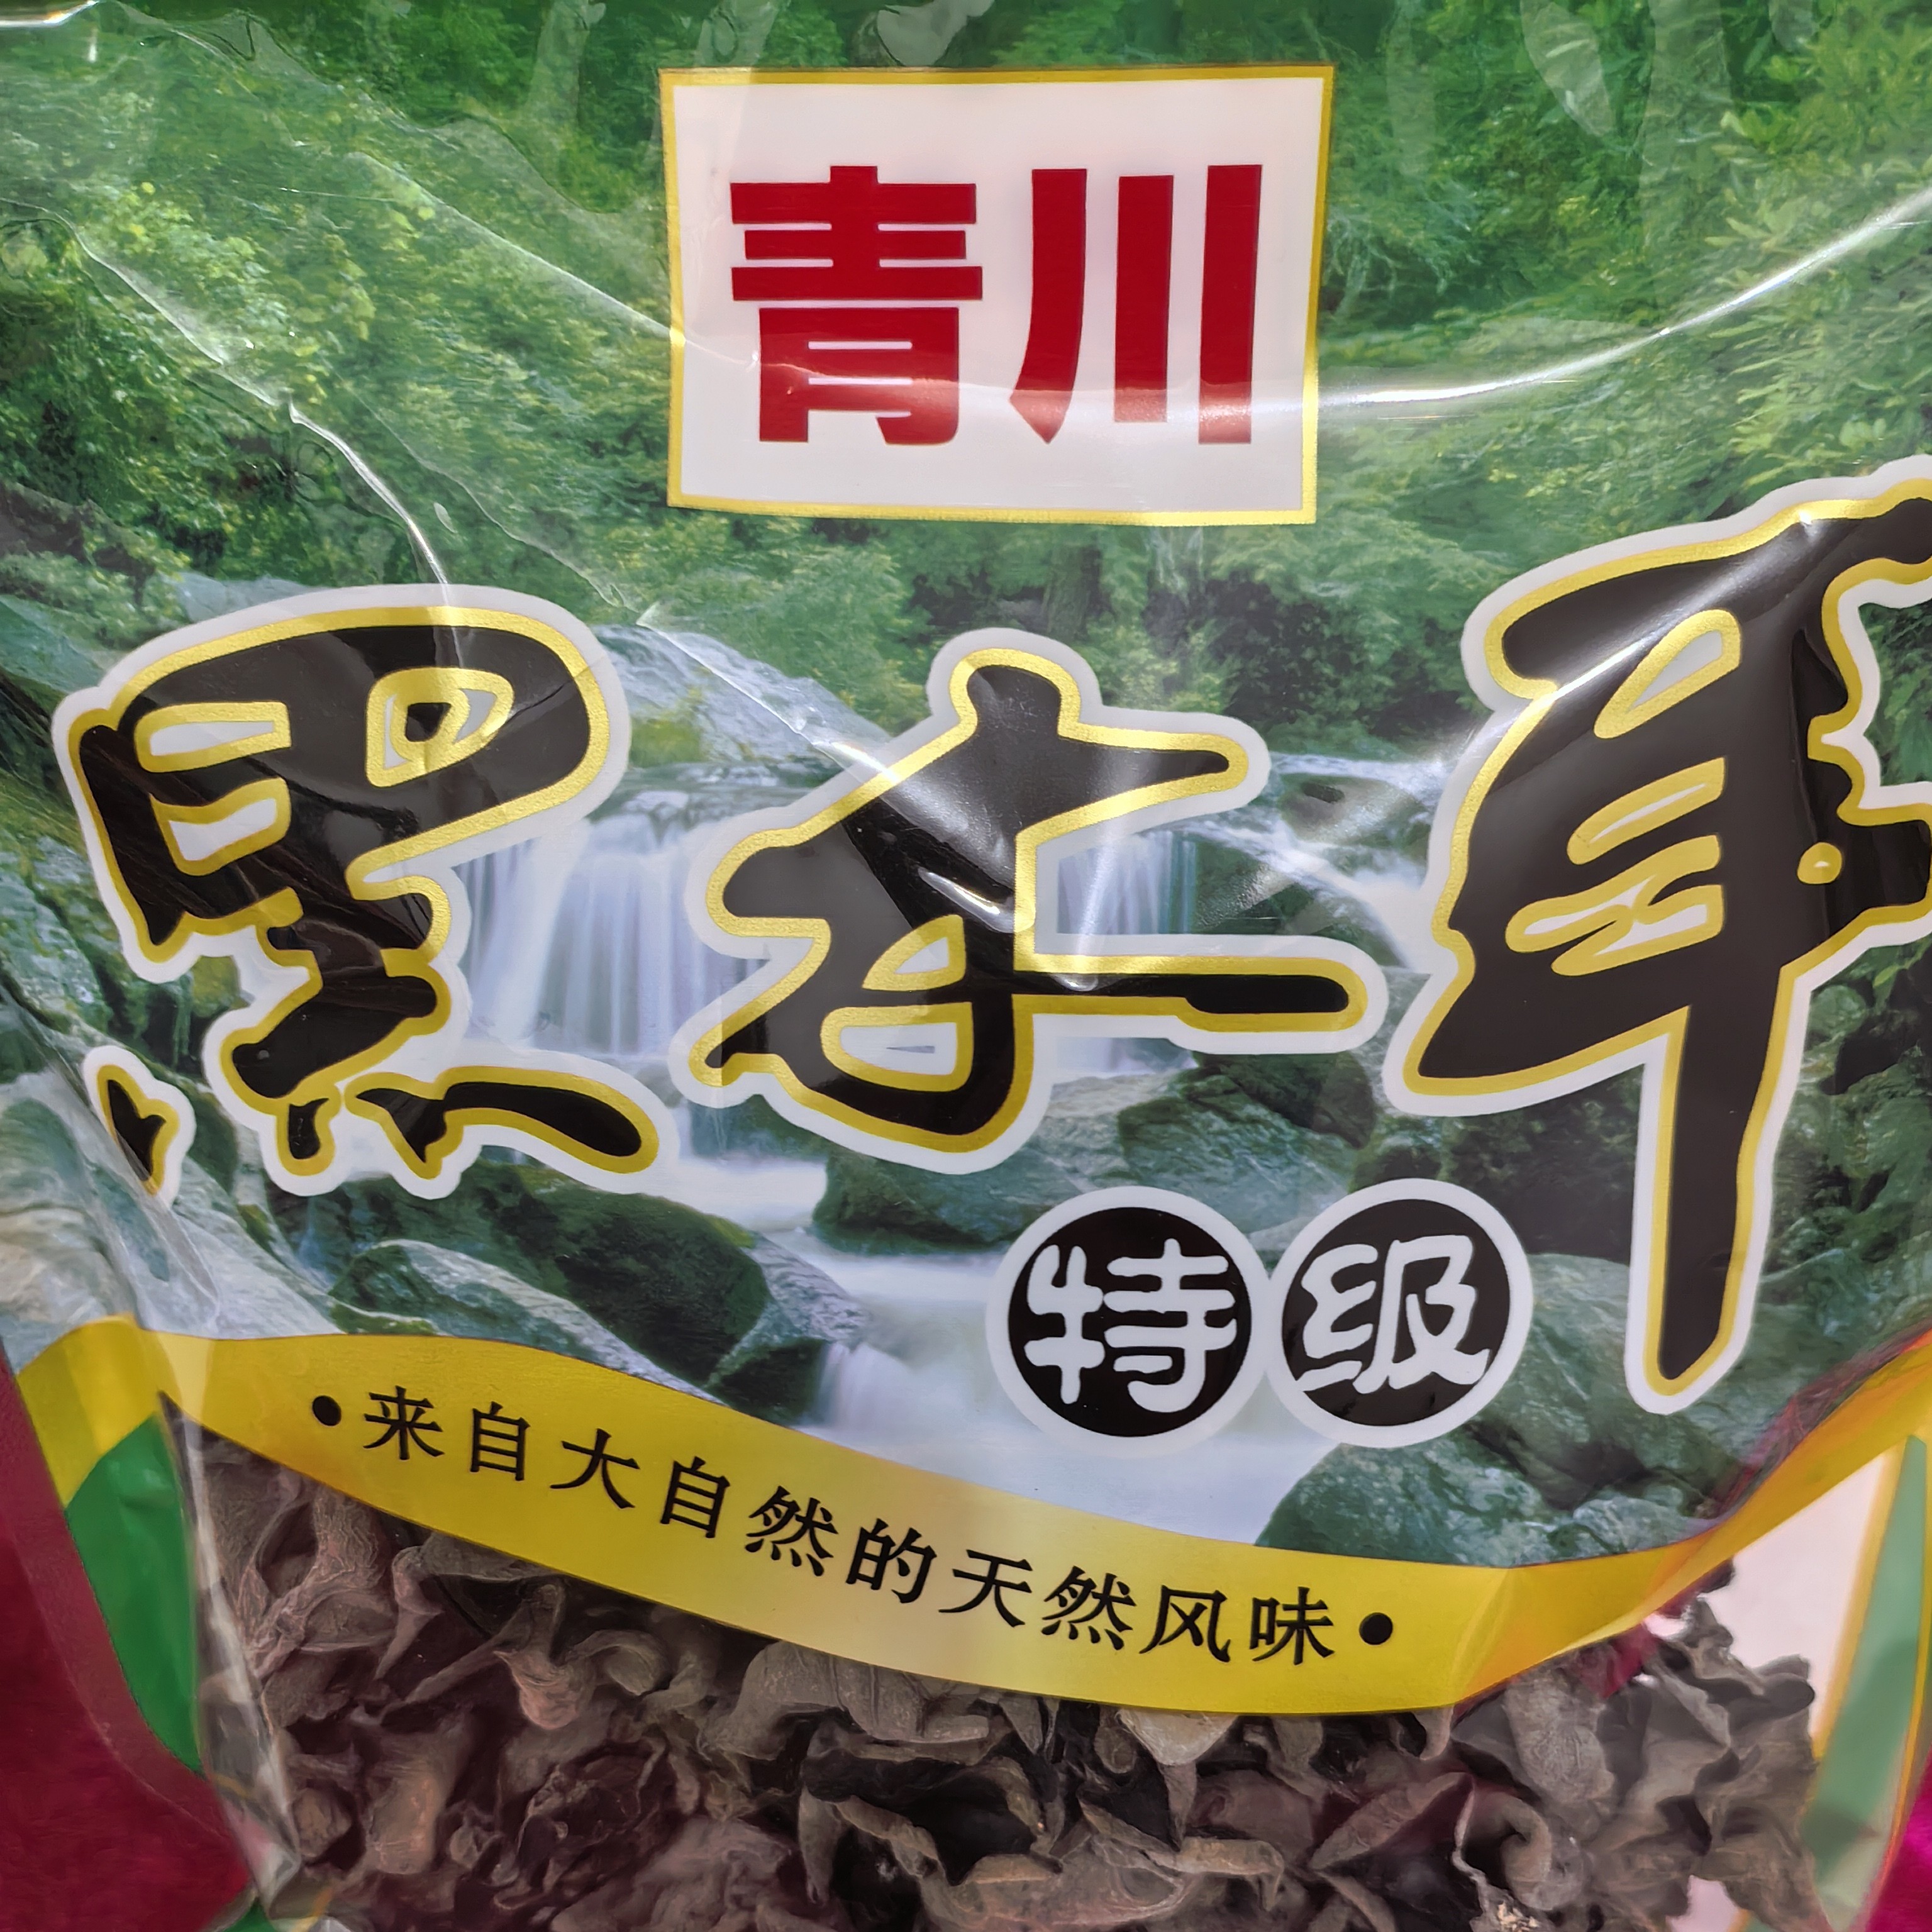 青川
黑木耳
特级
•来自大自然的天然风味•